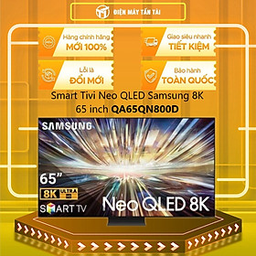 ĐIỆN MÁY TẤN TÀI
Hàng chính hãng
MỚI 100%
Giao siêu nhanh
TIẾT KIỆM
Lỗi là
ĐỔI MỚI
Bảo hành
TOÀN QUỐC
Smart Tivi Neo QLED Samsung 8K
65 inch QA65QN800D
SAMSUNG
65"
8K ULTRA HD
SMART TV
Neo QLED 8K